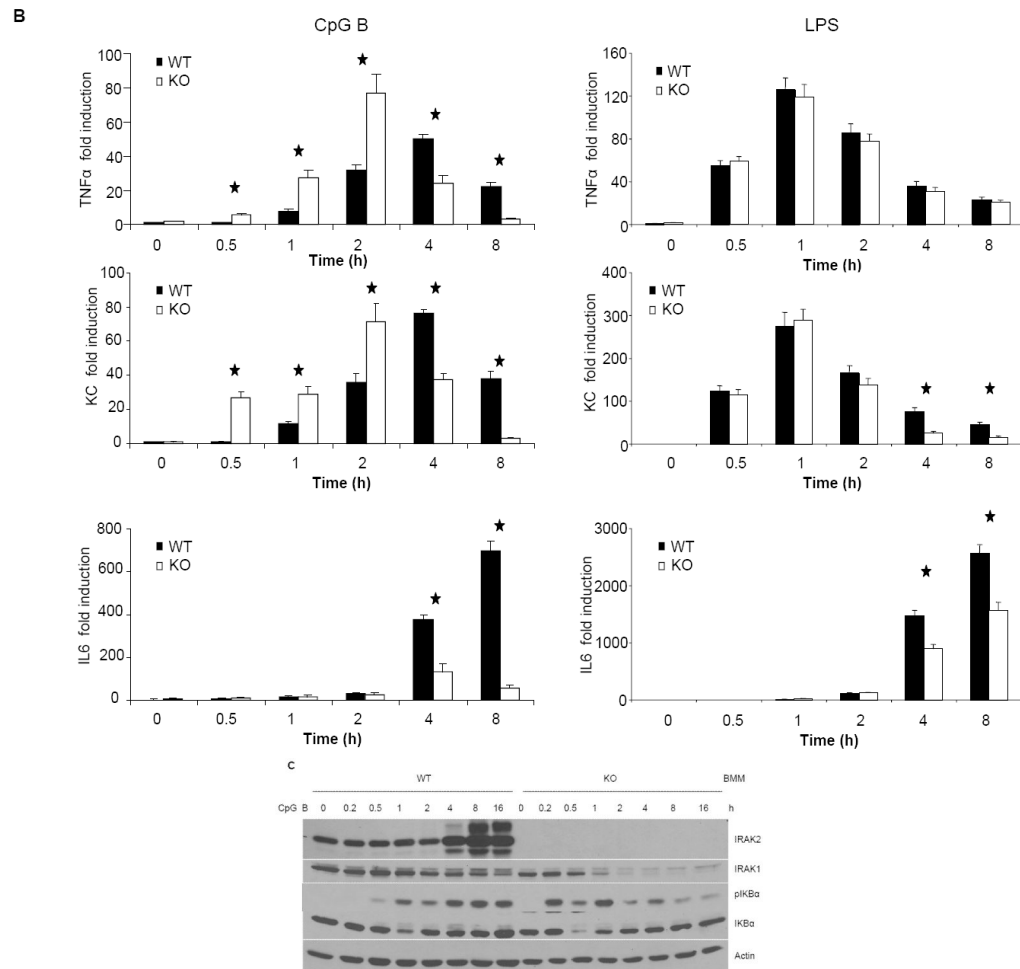 B
CpG B
LPS
TNFα fold induction
100
80
60
40
20
0
WT
KO
0 0.5 1 2 4 8
Time (h)
TNFα fold induction
160
120
80
40
0
WT
KO
0 0.5 1 2 4 8
Time (h)
KC fold induction
100
80
60
40
20
0
WT
KO
0 0.5 1 2 4 8
Time (h)
KC fold induction
400
300
200
100
0
WT
KO
0 0.5 1 2 4 8
Time (h)
IL6 fold induction
800
600
400
200
0
WT
KO
0 0.5 1 2 4 8
Time (h)
IL6 fold induction
3000
2000
1000
0
WT
KO
0 0.5 1 2 4 8
Time (h)
C
WT KO BMM
CpG B 0 0.2 0.5 1 2 4 8 16 0 0.2 0.5 1 2 4 8 16 h
IRAK2
IRAK1
pIKBα
IKBα
Actin